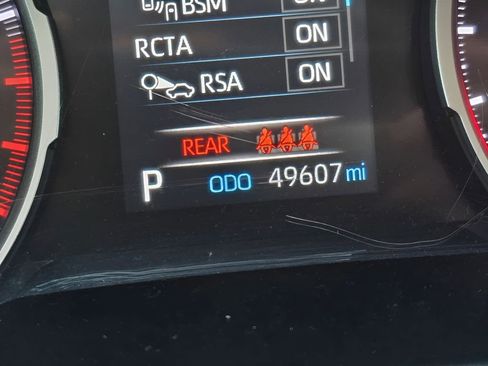 BSM ON
RCTA ON
RSA ON
REAR
P ODO 49607 mi